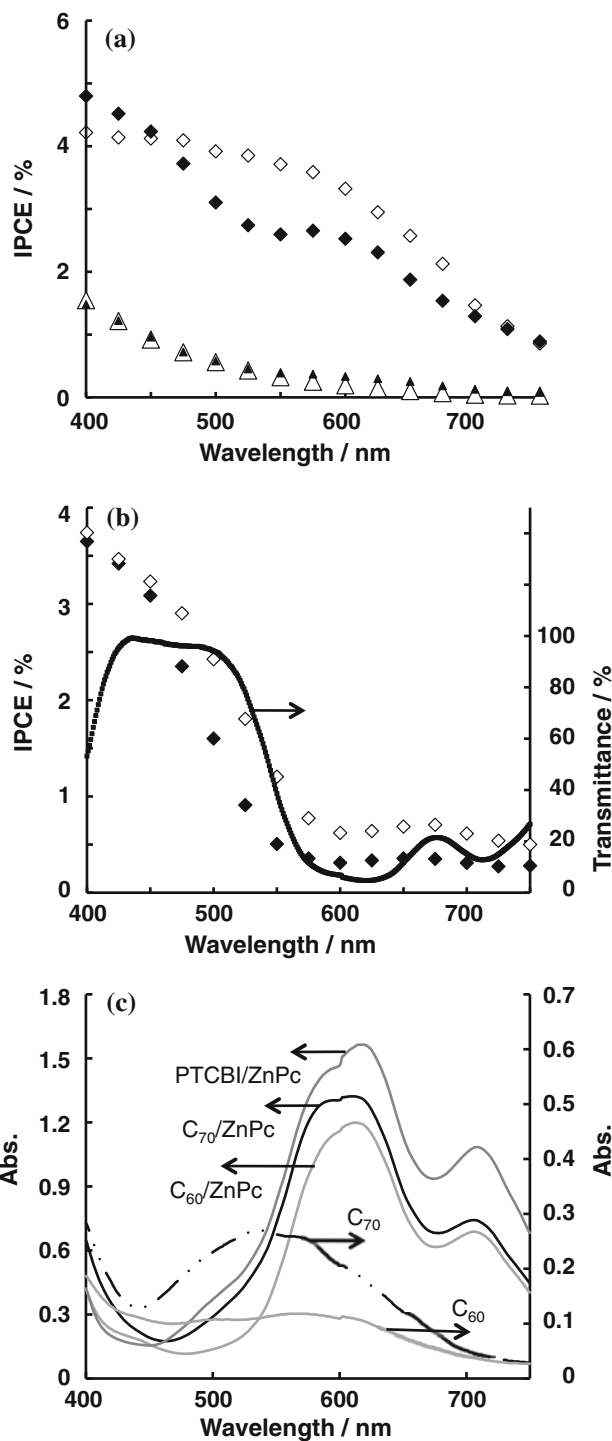 6
(a)
4
2
0
IPCE / %
400
500
600
700
Wavelength / nm
4
(b)
3
2
1
0
IPCE / %
100
80
60
40
20
0
Transmittance / %
400
500
600
700
Wavelength / nm
1.8
(c)
1.5
1.2
0.9
0.6
0.3
0
Abs.
0.7
0.6
0.5
0.4
0.3
0.2
0.1
0
Abs.
PTCBI/ZnPc
C₇₀/ZnPc
C₆₀/ZnPc
C₇₀
C₆₀
400
500
600
700
Wavelength / nm